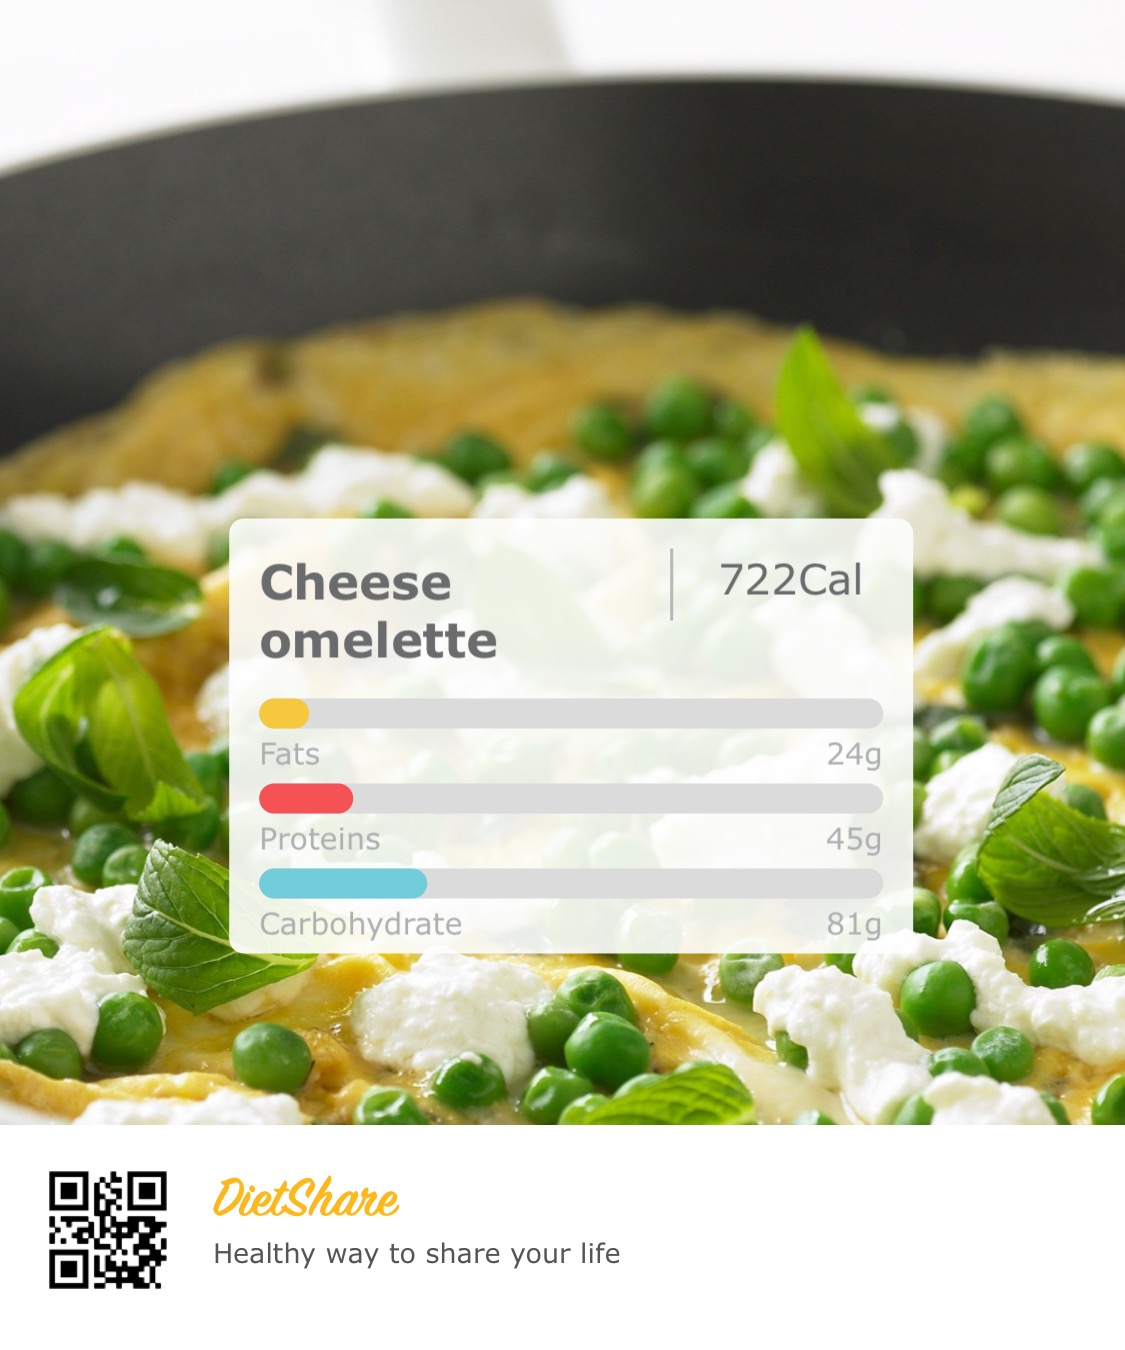 Cheese
omelette
722Cal
Fats
24g
Proteins
45g
Carbohydrate
81g
DietShare
Healthy way to share your life